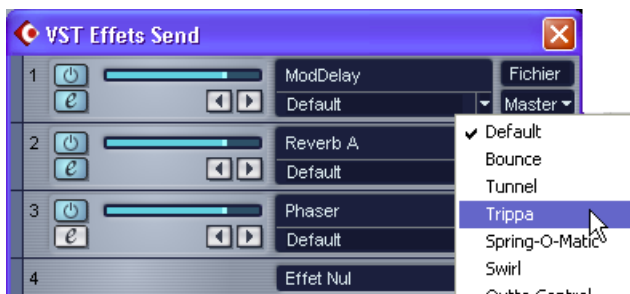 VST Effets Send
1 ModDelay Fichier
e Default Master
2 Reverb A
e Default
3 Phaser
e Default
4 Effet Nul
Default
Bounce
Tunnel
Trippa
Spring-O-Matic
Swirl